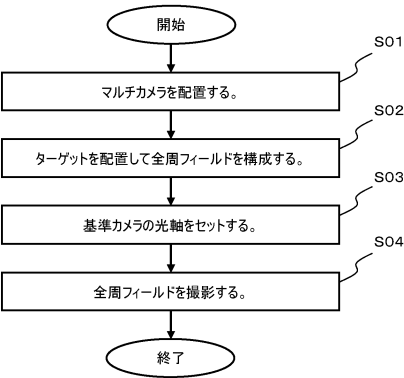 開始
S01
マルチカメラを配置する。
S02
ターゲットを配置して全周フィールドを構成する。
S03
基準カメラの光軸をセットする。
S04
全周フィールドを撮影する。
終了